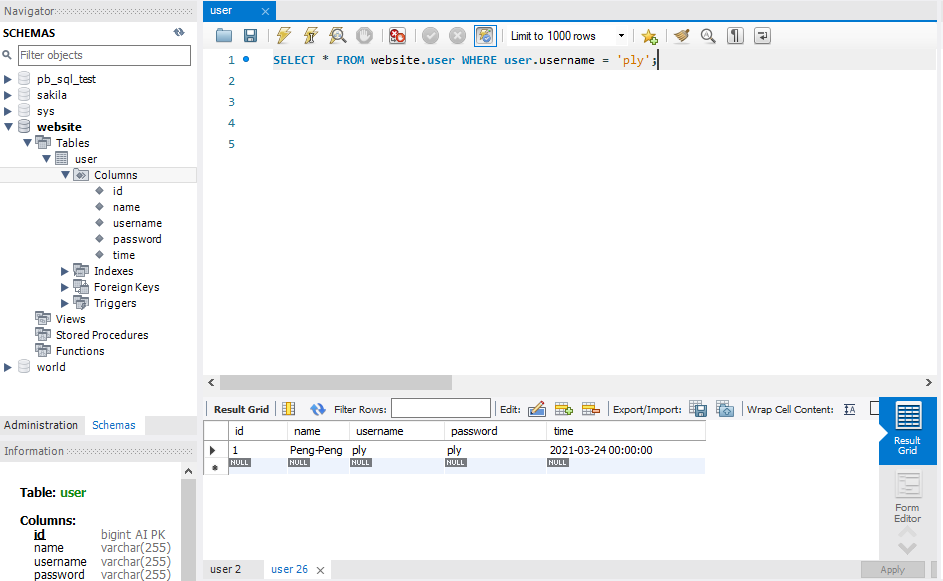 Navigator
user
SCHEMAS
Filter objects
pb_sql_test
sakila
sys
website
Tables
user
Columns
id
name
username
password
time
Indexes
Foreign Keys
Triggers
Views
Stored Procedures
Functions
world
Administration Schemas
Information
Table: user
Columns:
id bigint AI PK
name varchar(255)
username varchar(255)
password varchar(255)
Limit to 1000 rows
1 SELECT * FROM website.user WHERE user.username = 'ply';
2
3
4
5
Result Grid Filter Rows: Edit: Export/Import: Wrap Cell Content:
id name username password time
1 Peng-Peng ply ply 2021-03-24 00:00:00
NULL NULL NULL NULL NULL
Result
Grid
Form
Editor
user 2 user 26 Apply